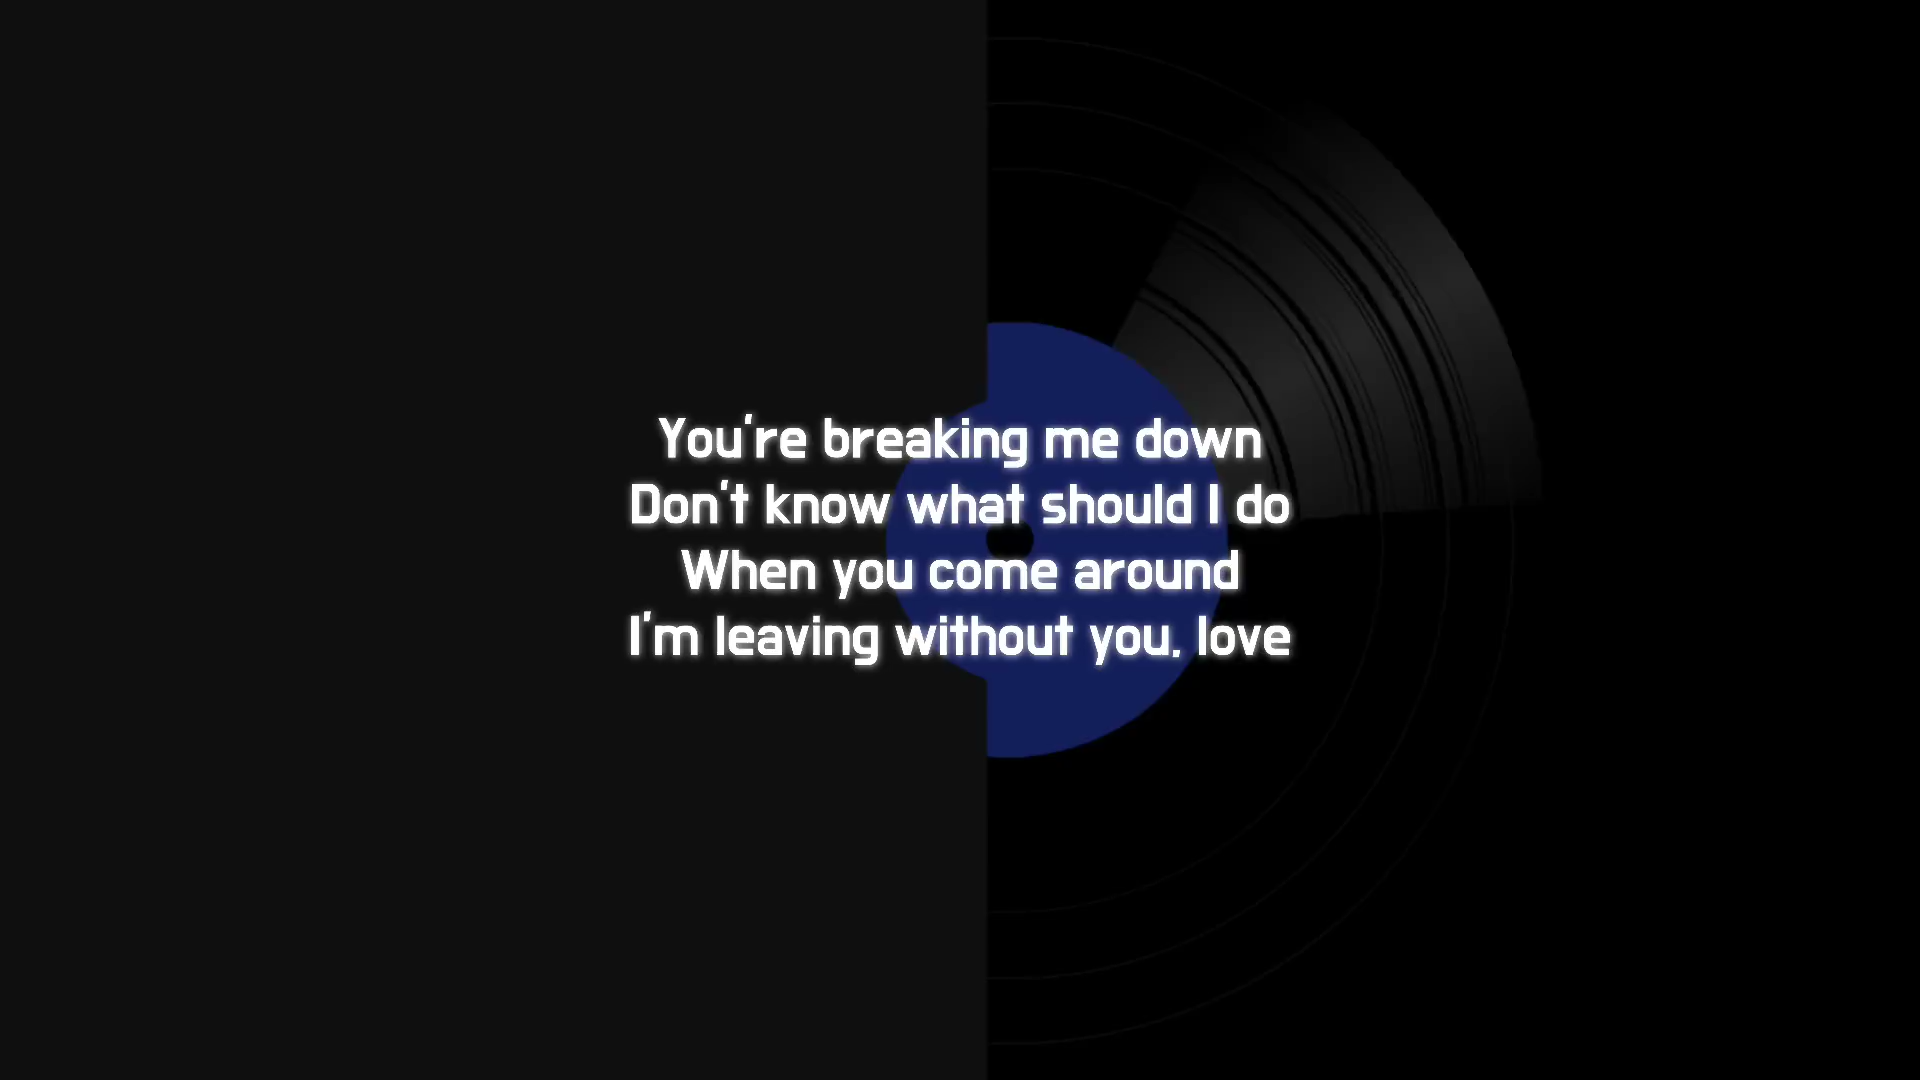 You're breaking me down
Don't know what should I do
When you come around
I'm leaving without you, love